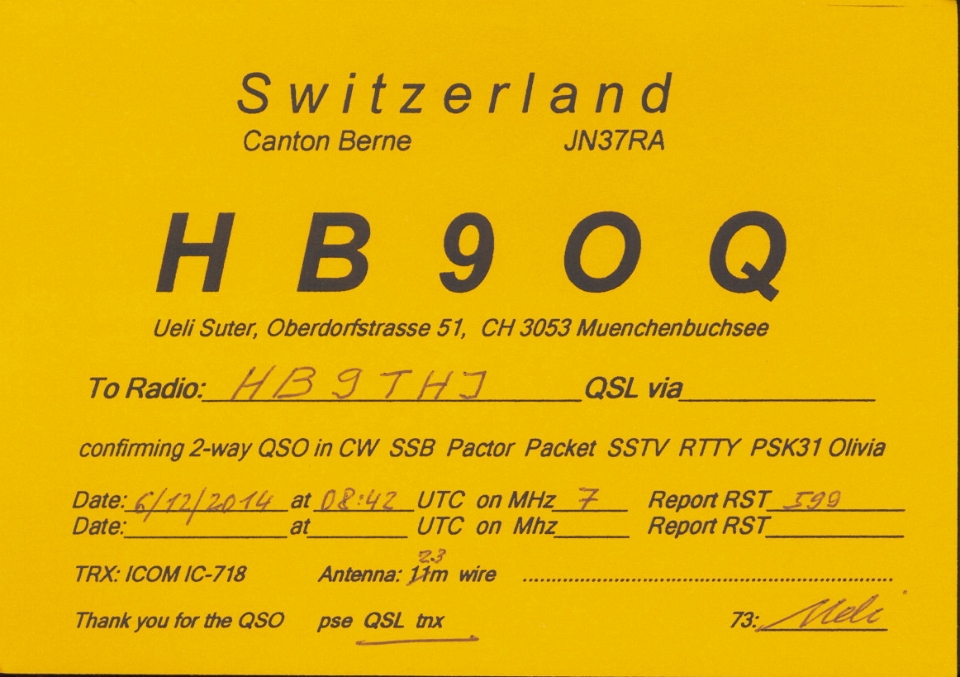 Switzerland
Canton Berne JN37RA
HB9OQ
Ueli Suter, Oberdorfstrasse 51, CH 3053 Muenchenbuchsee
To Radio: HB9THJ QSL via
confirming 2-way QSO in CW SSB Pactor Packet SSTV RTTY PSK31 Olivia
Date: 6/12/2014 at 08:42 UTC on MHz 7 Report RST 599
Date: at UTC on Mhz Report RST
23
TRX: ICOM IC-718 Antenna: 11m wire
Thank you for the QSO pse QSL tnx 73: Ueli